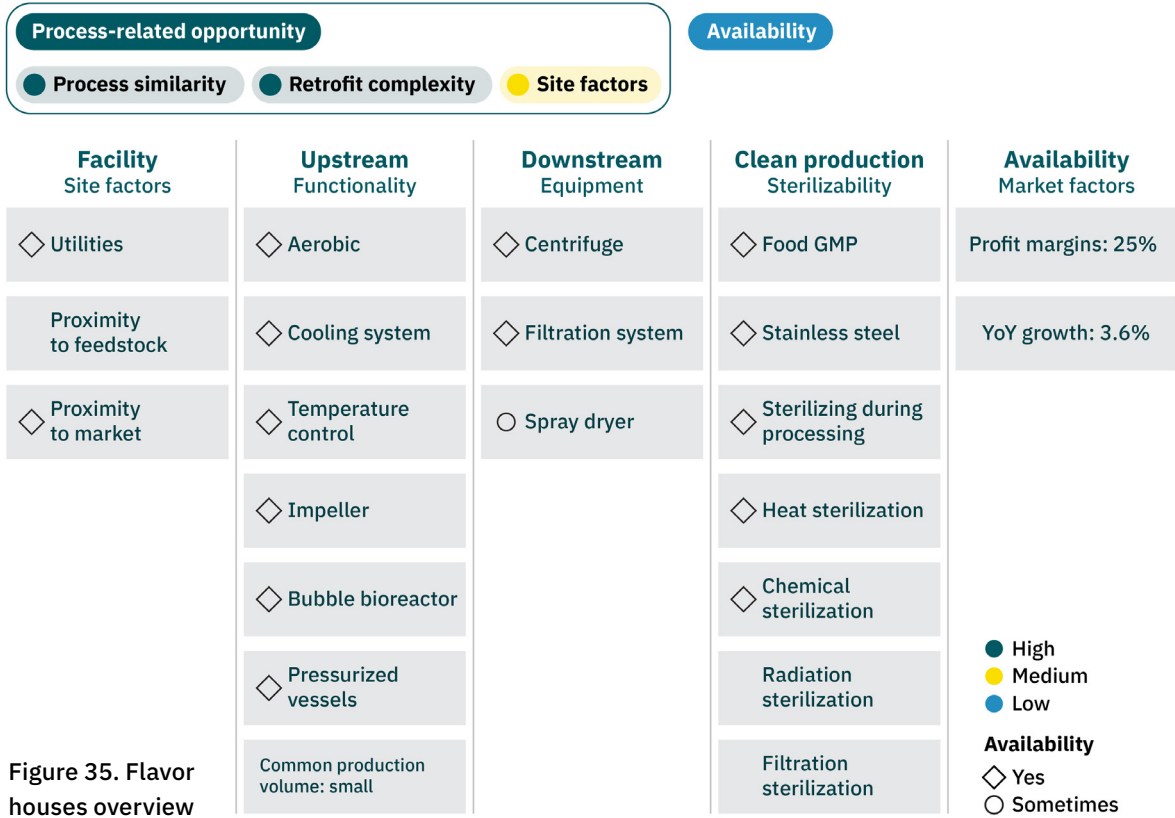 Process-related opportunity
Availability
Process similarity
Retrofit complexity
Site factors
Facility
Site factors
Utilities
Proximity
to feedstock
Proximity
to market
Upstream
Functionality
Aerobic
Cooling system
Temperature
control
Impeller
Bubble bioreactor
Pressurized
vessels
Common production
volume: small
Downstream
Equipment
Centrifuge
Filtration system
Spray dryer
Clean production
Sterilizability
Food GMP
Stainless steel
Sterilizing during
processing
Heat sterilization
Chemical
sterilization
Radiation
sterilization
Filtration
sterilization
Availability
Market factors
Profit margins: 25%
YoY growth: 3.6%
High
Medium
Low
Availability
Yes
Sometimes
Figure 35. Flavor
houses overview